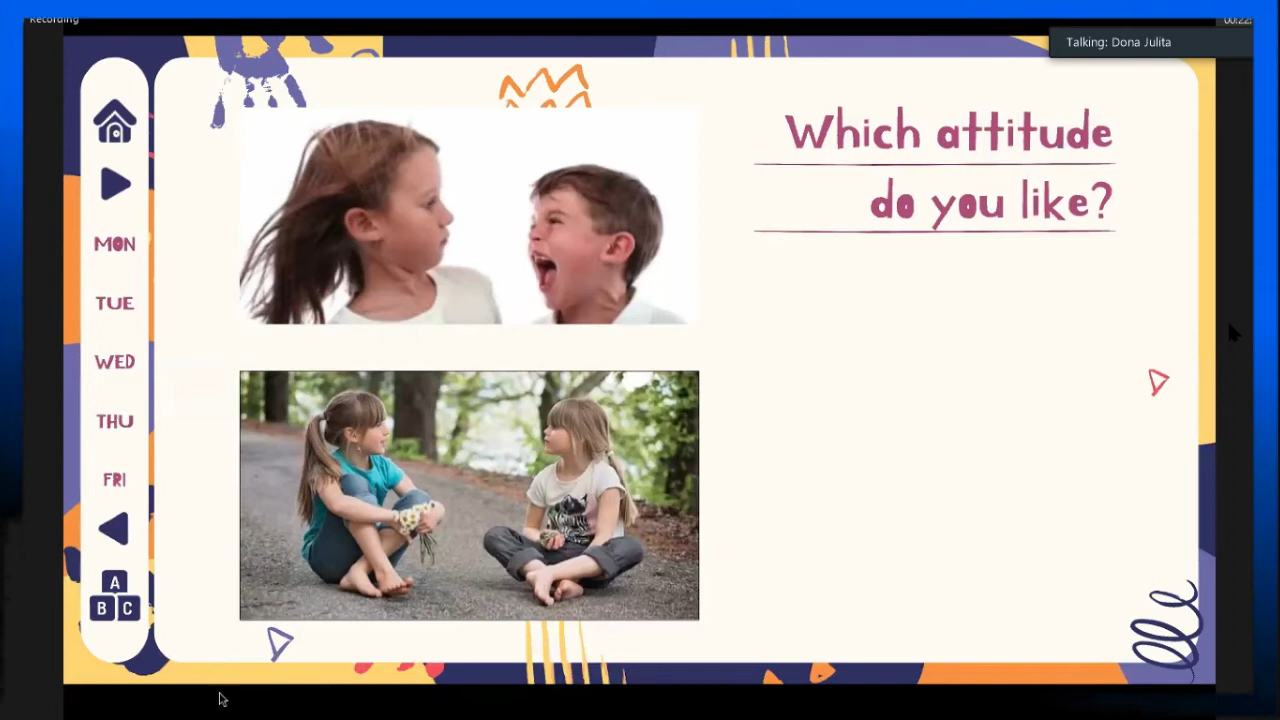 Recording
Talking: Dona Julita
Which attitude
do you like?
MON
TUE
WED
THU
FRI
A
B C